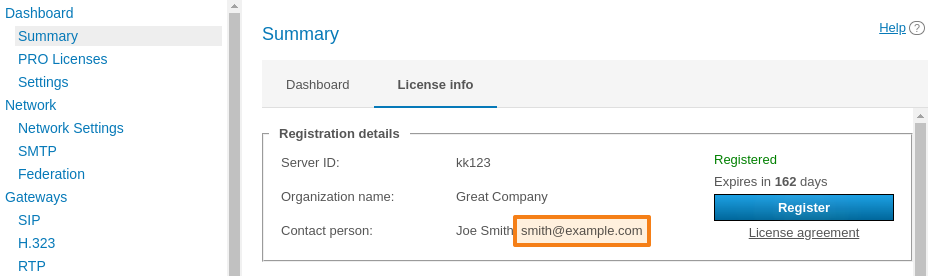 Dashboard
Summary
PRO Licenses
Settings
Network
Network Settings
SMTP
Federation
Gateways
SIP
H.323
RTP
Summary
Help ?
Dashboard License info
Registration details
Server ID: kk123
Organization name: Great Company
Contact person: Joe Smith smith@example.com
Registered
Expires in 162 days
Register
License agreement